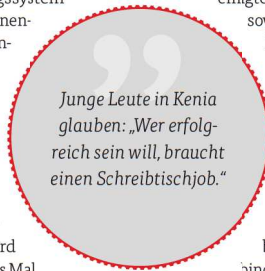 Junge Leute in Kenia
glauben: „Wer erfolg-
reich sein will, braucht
einen Schreibtischjob.“